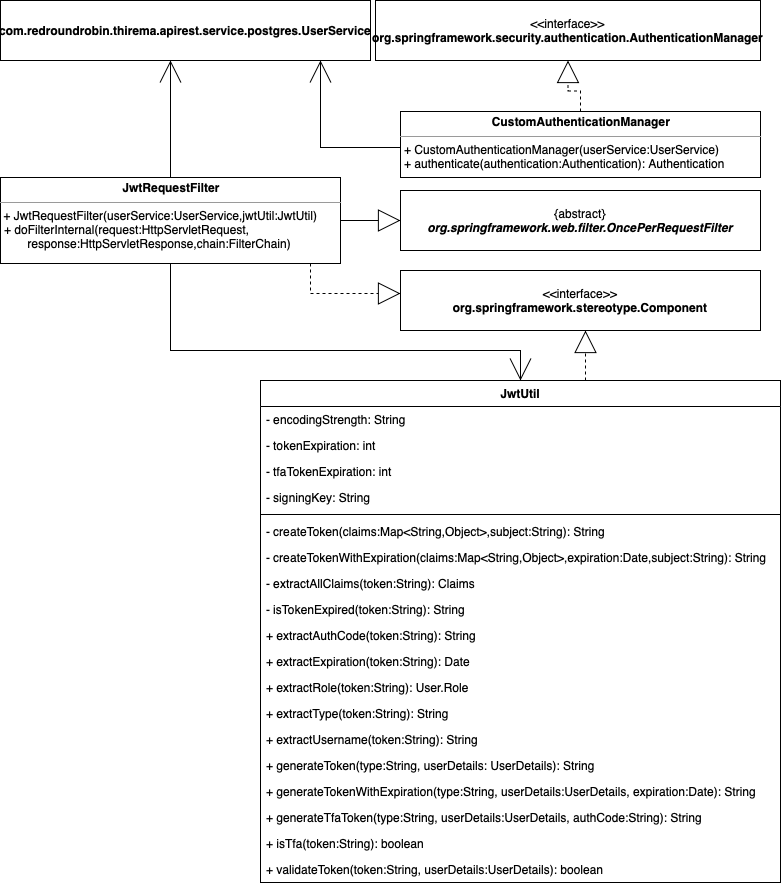 com.redroundrobin.thirema.apirest.service.postgres.UserService
<<interface>>
org.springframework.security.authentication.AuthenticationManager
CustomAuthenticationManager
+ CustomAuthenticationManager(userService:UserService)
+ authenticate(authentication:Authentication): Authentication
JwtRequestFilter
+ JwtRequestFilter(userService:UserService,jwtUtil:JwtUtil)
+ doFilterInternal(request:HttpServletRequest,
response:HttpServletResponse,chain:FilterChain)
{abstract}
org.springframework.web.filter.OncePerRequestFilter
<<interface>>
org.springframework.stereotype.Component
JwtUtil
- encodingStrength: String
- tokenExpiration: int
- tfaTokenExpiration: int
- signingKey: String
- createToken(claims:Map<String,Object>,subject:String): String
- createTokenWithExpiration(claims:Map<String,Object>,expiration:Date,subject:String): String
- extractAllClaims(token:String): Claims
- isTokenExpired(token:String): String
+ extractAuthCode(token:String): String
+ extractExpiration(token:String): Date
+ extractRole(token:String): User.Role
+ extractType(token:String): String
+ extractUsername(token:String): String
+ generateToken(type:String, userDetails: UserDetails): String
+ generateTokenWithExpiration(type:String, userDetails:UserDetails, expiration:Date): String
+ generateTfaToken(type:String, userDetails:UserDetails, authCode:String): String
+ isTfa(token:String): boolean
+ validateToken(token:String, userDetails:UserDetails): boolean